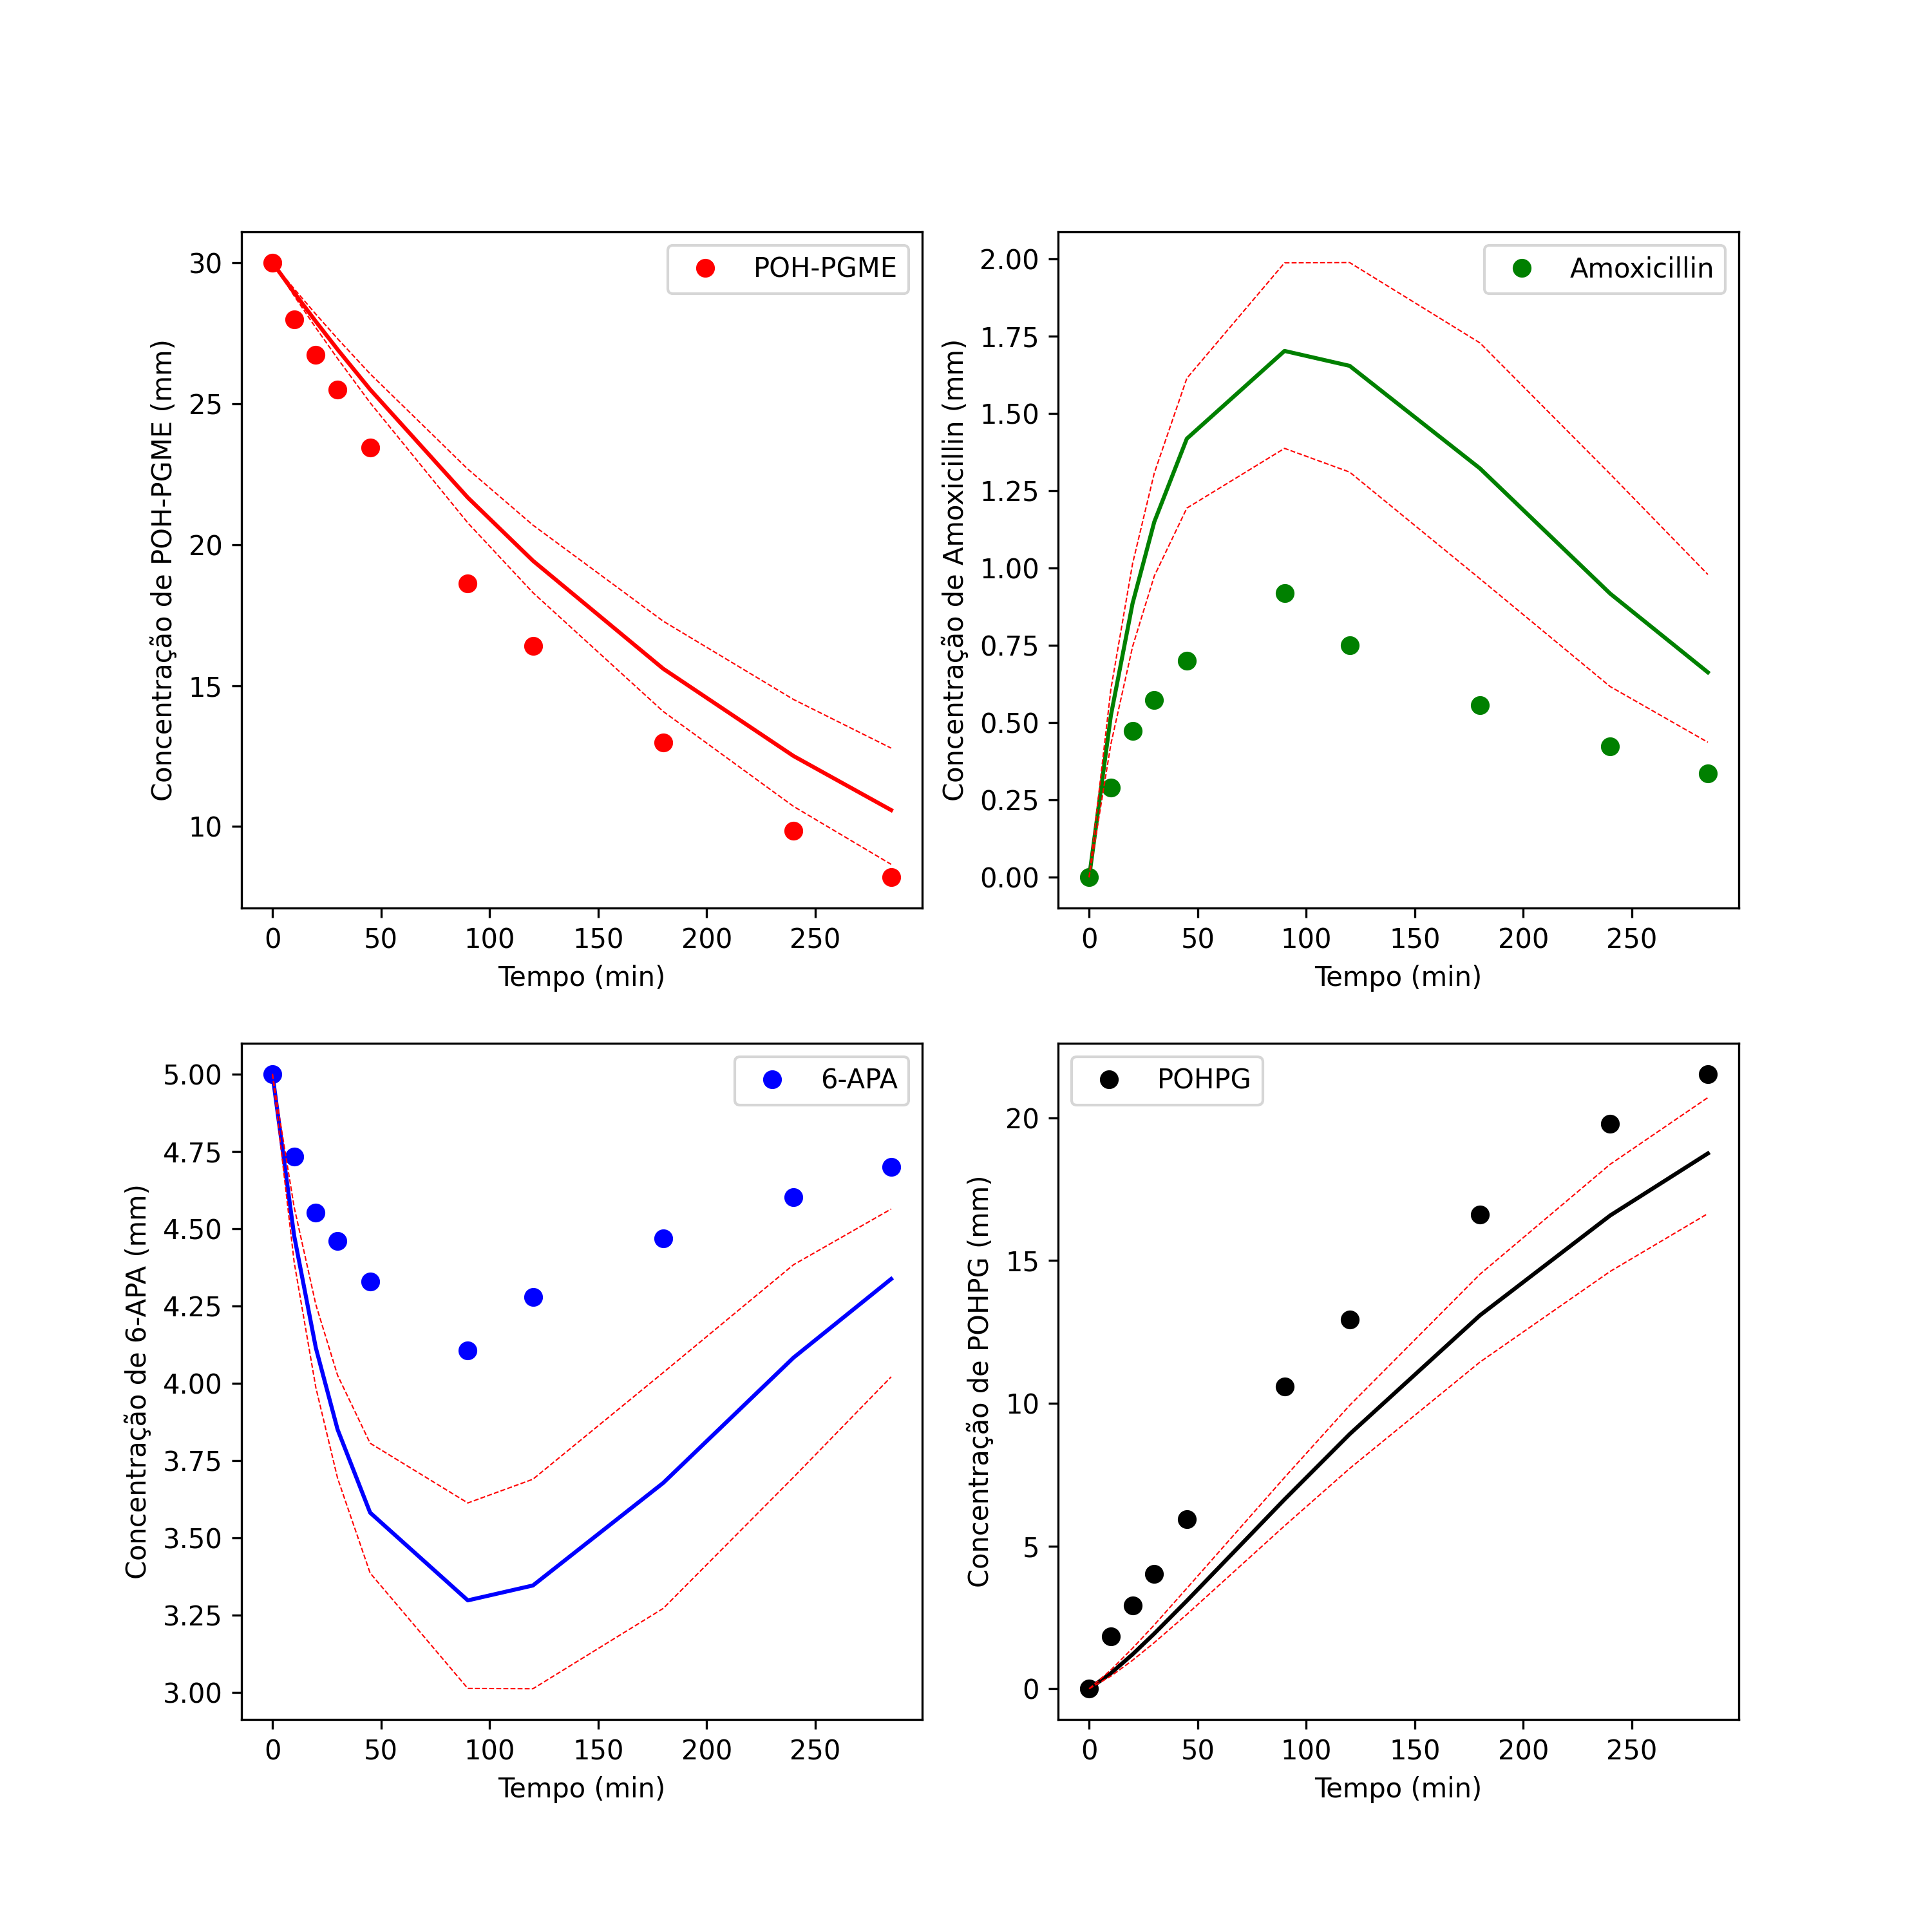 POH-PGME
Concentração de POH-PGME (mm)
30
25
20
15
10
0 50 100 150 200 250
Tempo (min)
Amoxicillin
Concentração de Amoxicillin (mm)
2.00
1.75
1.50
1.25
1.00
0.75
0.50
0.25
0.00
0 50 100 150 200 250
Tempo (min)
6-APA
Concentração de 6-APA (mm)
5.00
4.75
4.50
4.25
4.00
3.75
3.50
3.25
3.00
0 50 100 150 200 250
Tempo (min)
POHPG
Concentração de POHPG (mm)
20
15
10
5
0
0 50 100 150 200 250
Tempo (min)